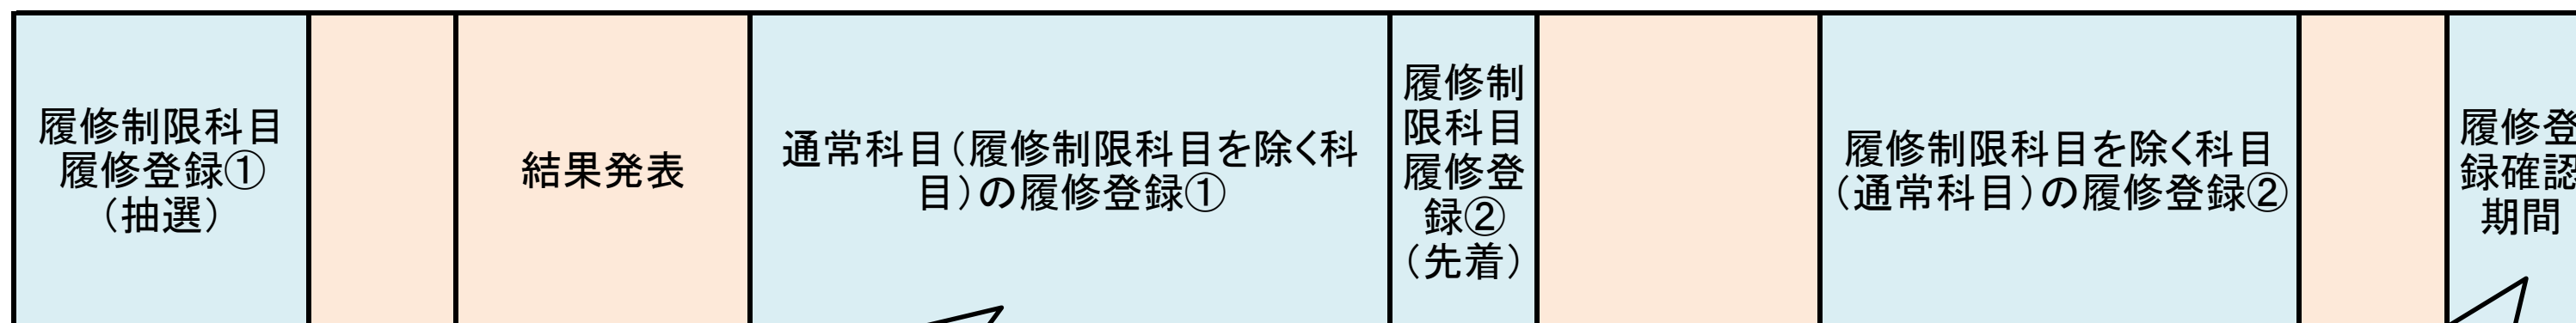 履修制限科目
履修登録①
（抽選）
結果発表
通常科目（履修制限科目を除く科
目）の履修登録①
履修制
限科目
履修登
録②
（先着）
履修制限科目を除く科目
（通常科目）の履修登録②
履修登
録確認
期間